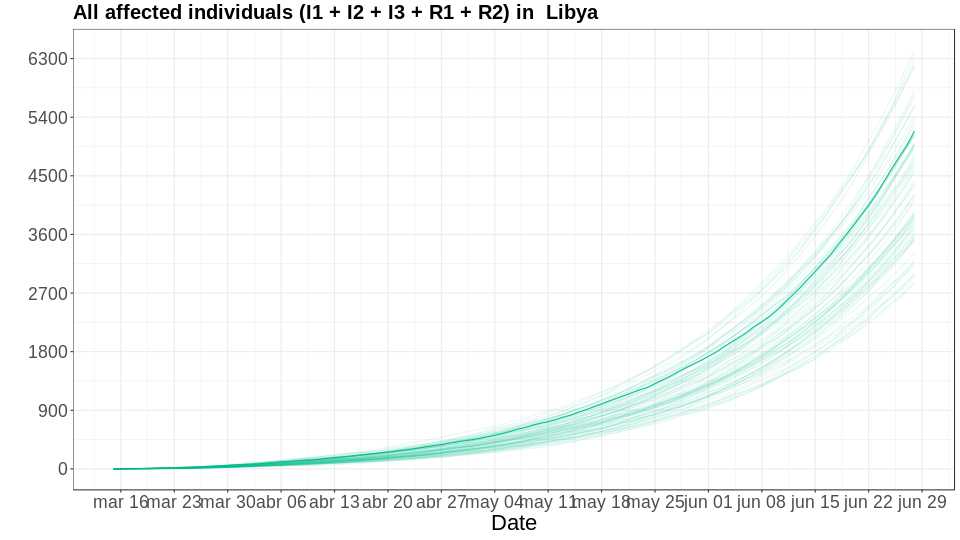 All affected individuals (I1 + I2 + I3 + R1 + R2) in  Libya
6300
5400
4500
3600
2700
1800
900
0
mar 16 mar 23 mar 30 abr 06 abr 13 abr 20 abr 27 may 04 may 11 may 18 may 25 jun 01 jun 08 jun 15 jun 22 jun 29
Date